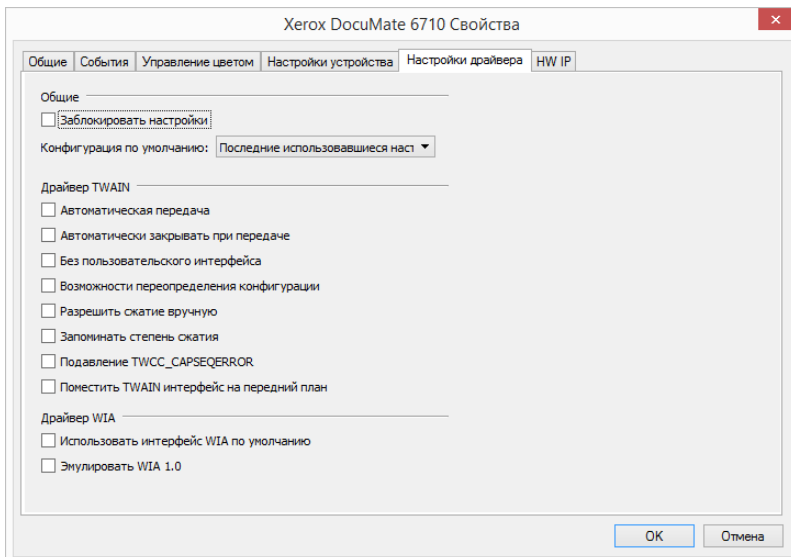 Xerox DocuMate 6710 Свойства
Общие События Управление цветом Настройки устройства Настройки драйвера HW IP
Общие
Заблокировать настройки
Конфигурация по умолчанию: Последние использовавшиеся наст
Драйвер TWAIN
Автоматическая передача
Автоматически закрывать при передаче
Без пользовательского интерфейса
Возможности переопределения конфигурации
Разрешить сжатие вручную
Запоминать степень сжатия
Подавление TWCC_CAPSEQERROR
Поместить TWAIN интерфейс на передний план
Драйвер WIA
Использовать интерфейс WIA по умолчанию
Эмулировать WIA 1.0
OK Отмена